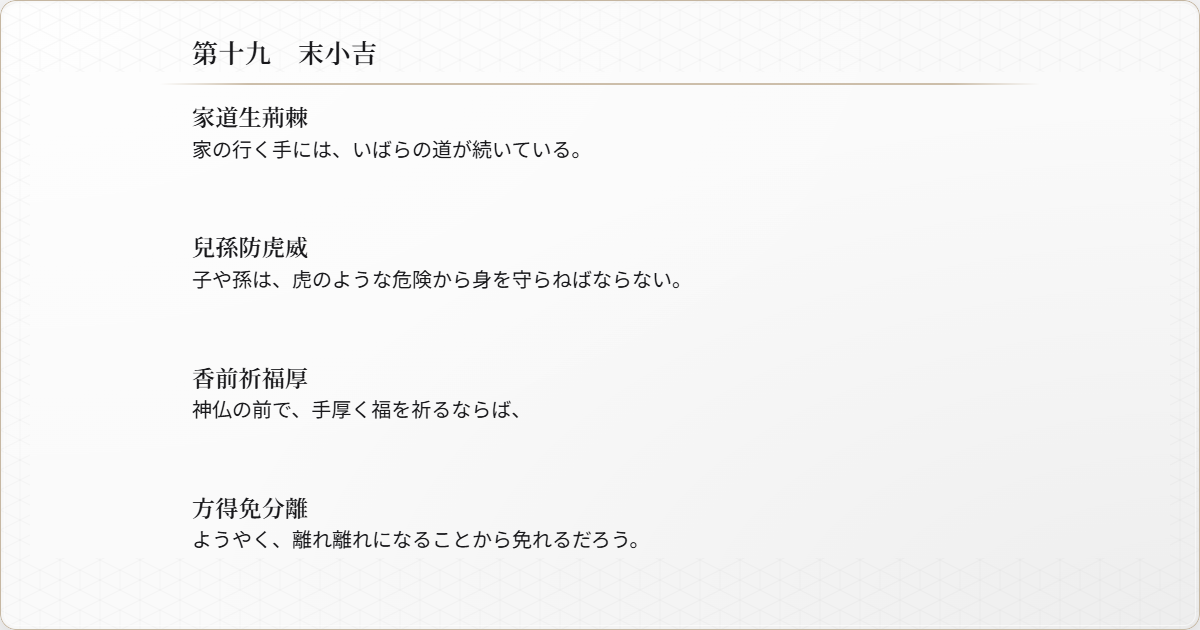 第十九　末小吉
家道生荊棘
家の行く手には、いばらの道が続いている。
兒孫防虎威
子や孫は、虎のような危険から身を守らねばならない。
香前祈福厚
神仏の前で、手厚く福を祈るならば、
方得免分離
ようやく、離れ離れになることから免れるだろう。